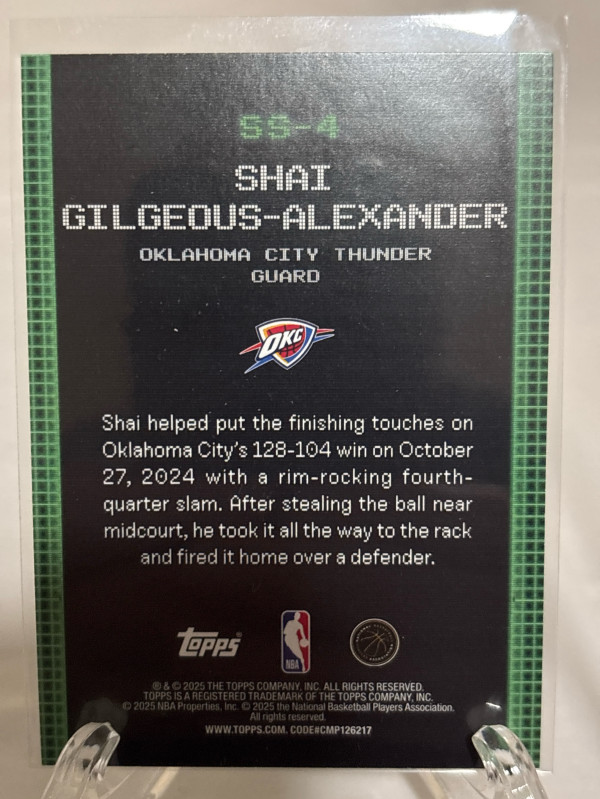 SS-4
SHAI
GILGEOUS-ALEXANDER
OKLAHOMA CITY THUNDER
GUARD
OKC
Shai helped put the finishing touches on
Oklahoma City's 128-104 win on October
27, 2024 with a rim-rocking fourth-
quarter slam. After stealing the ball near
midcourt, he took it all the way to the rack
and fired it home over a defender.
topps
NBA
® & © 2025 THE TOPPS COMPANY, INC. ALL RIGHTS RESERVED.
TOPPS IS A REGISTERED TRADEMARK OF THE TOPPS COMPANY, INC.
© 2025 NBA Properties, Inc. © 2025 the National Basketball Players Association.
All rights reserved.
WWW.TOPPS.COM. CODE#CMP126217